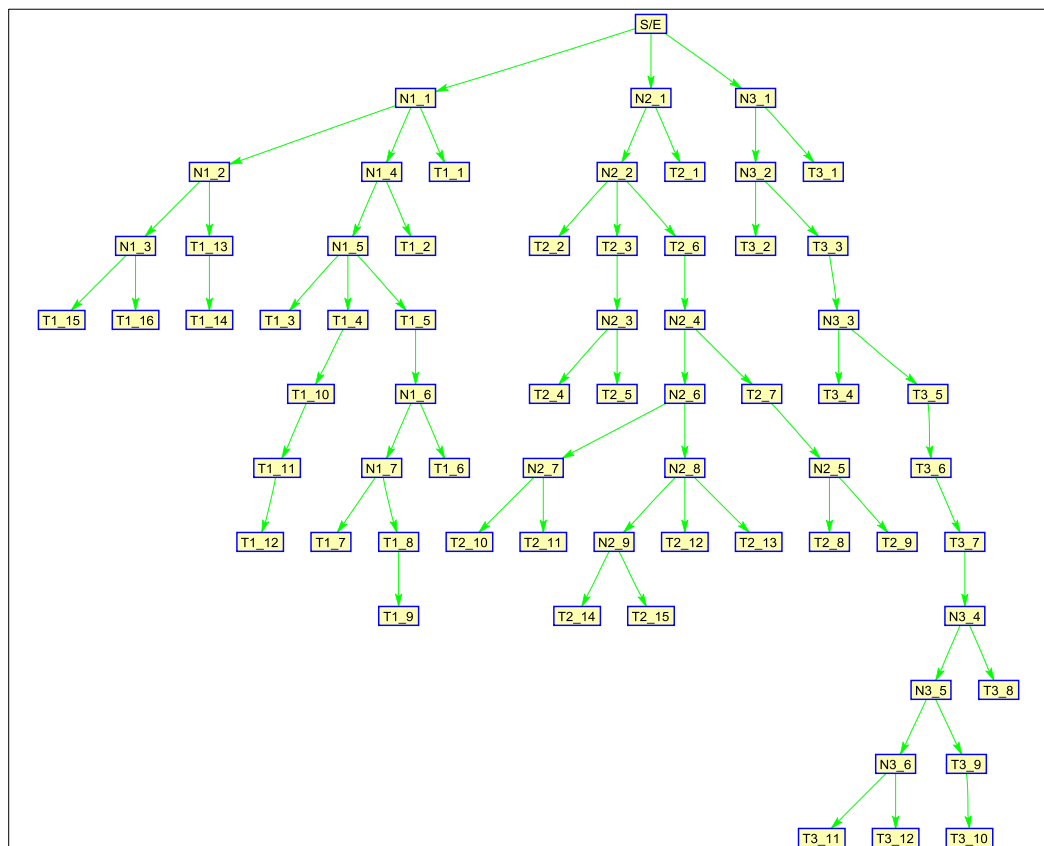 S/E
N1_1 N2_1 N3_1
N1_2 N1_4 T1_1 N2_2 T2_1 N3_2 T3_1
N1_3 T1_13 N1_5 T1_2 T2_2 T2_3 T2_6 T3_2 T3_3
T1_15 T1_16 T1_14 T1_3 T1_4 T1_5 N2_3 N2_4 N3_3
T1_10 N1_6 T2_4 T2_5 N2_6 T2_7 T3_4 T3_5
T1_11 N1_7 T1_6 N2_7 N2_8 N2_5 T3_6
T1_12 T1_7 T1_8 T2_10 T2_11 N2_9 T2_12 T2_13 T2_8 T2_9 T3_7
T1_9 T2_14 T2_15 N3_4
N3_5 T3_8
N3_6 T3_9
T3_11 T3_12 T3_10